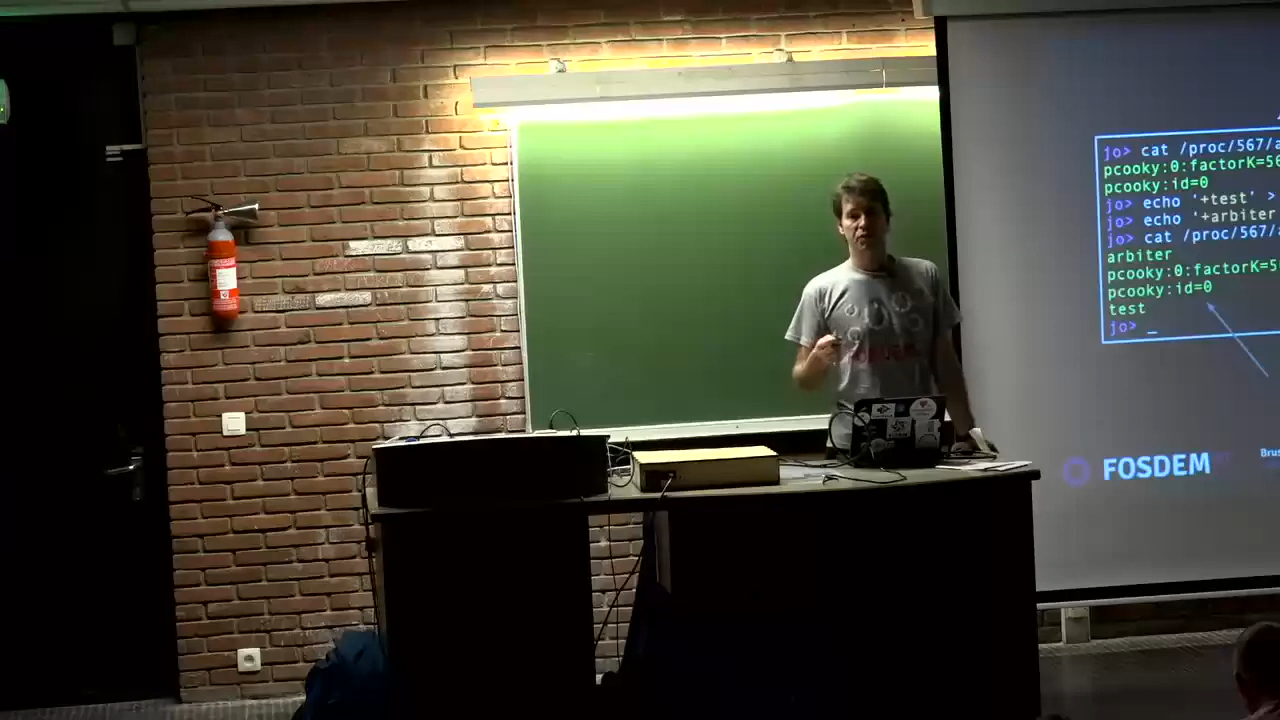 jo> cat /proc/567/a
pcooky:0:factorK=56
pcooky:id=0
jo> echo '+test' >
jo> echo '+arbiter
jo> cat /proc/567/a
arbiter
pcooky:0:factorK=5
pcooky:id=0
test
jo> _
FOSDEM
Brus